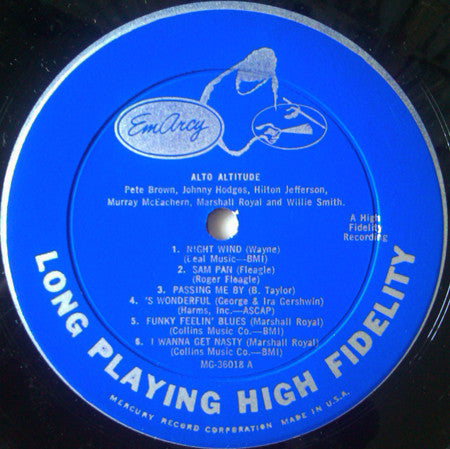 EmArcy
ALTO ALTITUDE
Pete Brown, Johnny Hodges, Hilton Jefferson,
Murray McEachern, Marshall Royal and Willie Smith.
A High
Fidelity
Recording
1. NIGHT WIND (Wayne)
(Leal Music—BMI)
2. SAM PAN (Fleagle)
(Roger Fleagle)
3. PASSING ME BY (B. Taylor)
4. 'S WONDERFUL (George & Ira Gershwin)
(Harms, Inc.—ASCAP)
5. FUNKY FEELIN' BLUES (Marshall Royal)
(Collins Music Co.—BMI)
6. I WANNA GET NASTY (Marshall Royal)
(Collins Music Co.—BMI)
MG-36018 A
LONG PLAYING HIGH FIDELITY
MERCURY RECORD CORPORATION MADE IN U.S.A.